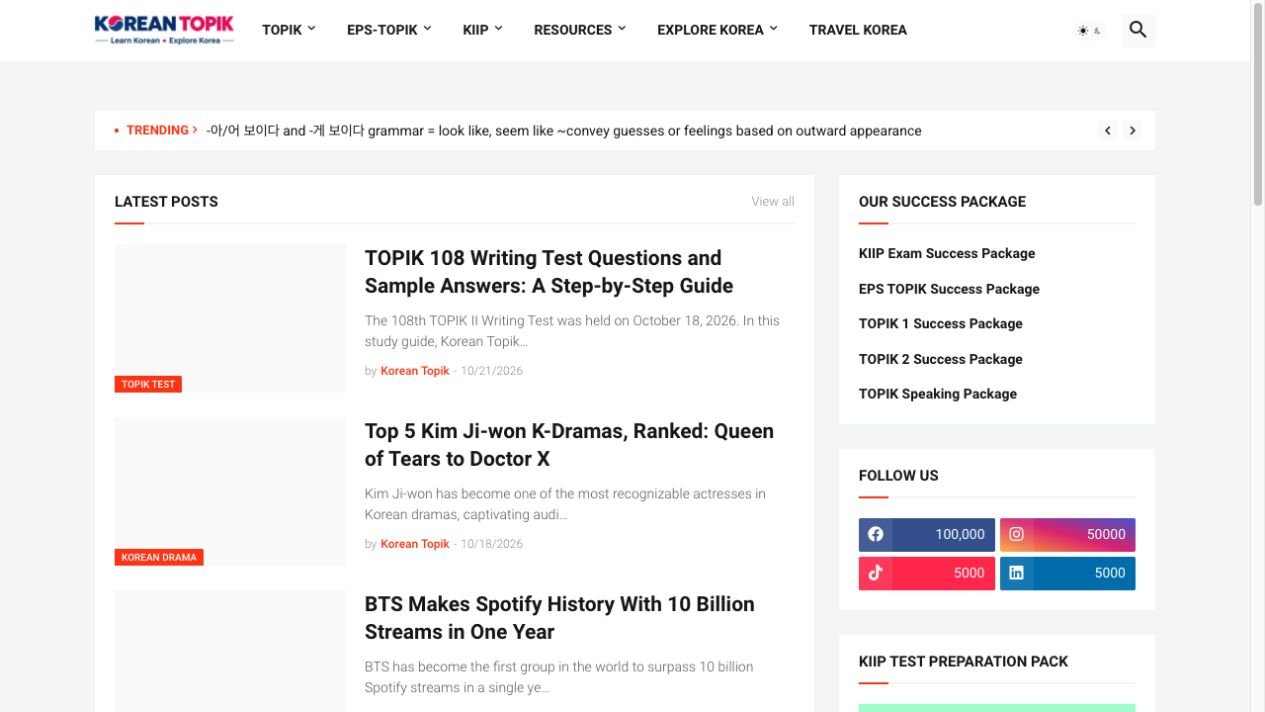 KOREAN TOPIK
Learn Korean • Explore Korea
TOPIK
EPS-TOPIK
KIIP
RESOURCES
EXPLORE KOREA
TRAVEL KOREA
• TRENDING
-아/어 보이다 and -게 보이다 grammar = look like, seem like ~convey guesses or feelings based on outward appearance
LATEST POSTS
View all
TOPIK 108 Writing Test Questions and
Sample Answers: A Step-by-Step Guide
The 108th TOPIK II Writing Test was held on October 18, 2026. In this
study guide, Korean Topik...
by Korean Topik - 10/21/2026
TOPIK TEST
Top 5 Kim Ji-won K-Dramas, Ranked: Queen
of Tears to Doctor X
Kim Ji-won has become one of the most recognizable actresses in
Korean dramas, captivating audi...
by Korean Topik - 10/18/2026
KOREAN DRAMA
BTS Makes Spotify History With 10 Billion
Streams in One Year
BTS has become the first group in the world to surpass 10 billion
Spotify streams in a single ye...
OUR SUCCESS PACKAGE
KIIP Exam Success Package
EPS TOPIK Success Package
TOPIK 1 Success Package
TOPIK 2 Success Package
TOPIK Speaking Package
FOLLOW US
100,000
50000
5000
5000
KIIP TEST PREPARATION PACK